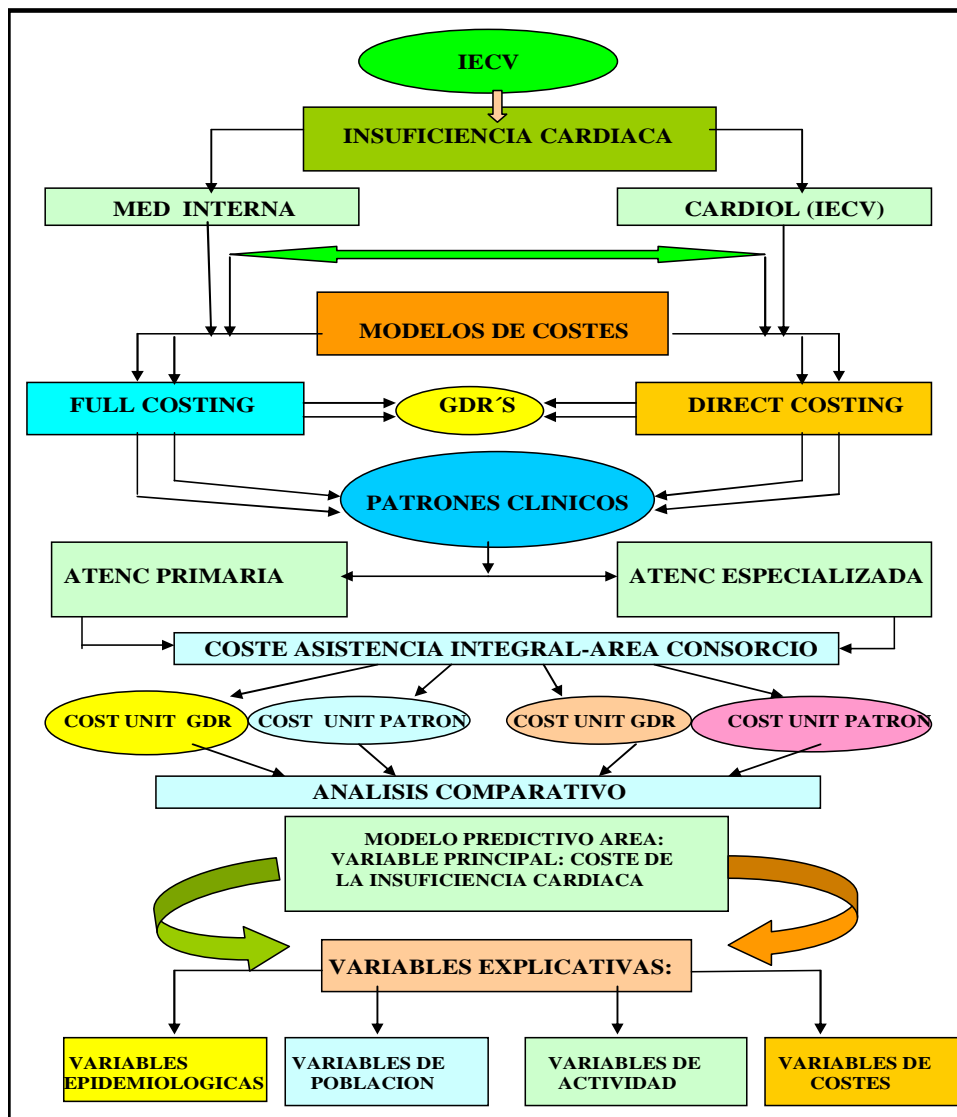 IECV
INSUFICIENCIA CARDIACA
MED INTERNA
CARDIOL (IECV)
MODELOS DE COSTES
FULL COSTING
GDR´S
DIRECT COSTING
PATRONES CLINICOS
ATENC PRIMARIA
ATENC ESPECIALIZADA
COSTE ASISTENCIA INTEGRAL-AREA CONSORCIO
COST UNIT GDR
COST UNIT PATRON
COST UNIT GDR
COST UNIT PATRON
ANALISIS COMPARATIVO
MODELO PREDICTIVO AREA:
VARIABLE PRINCIPAL: COSTE DE
LA INSUFICIENCIA CARDIACA
VARIABLES EXPLICATIVAS:
VARIABLES
EPIDEMIOLOGICAS
VARIABLES DE
POBLACION
VARIABLES DE
ACTIVIDAD
VARIABLES DE
COSTES